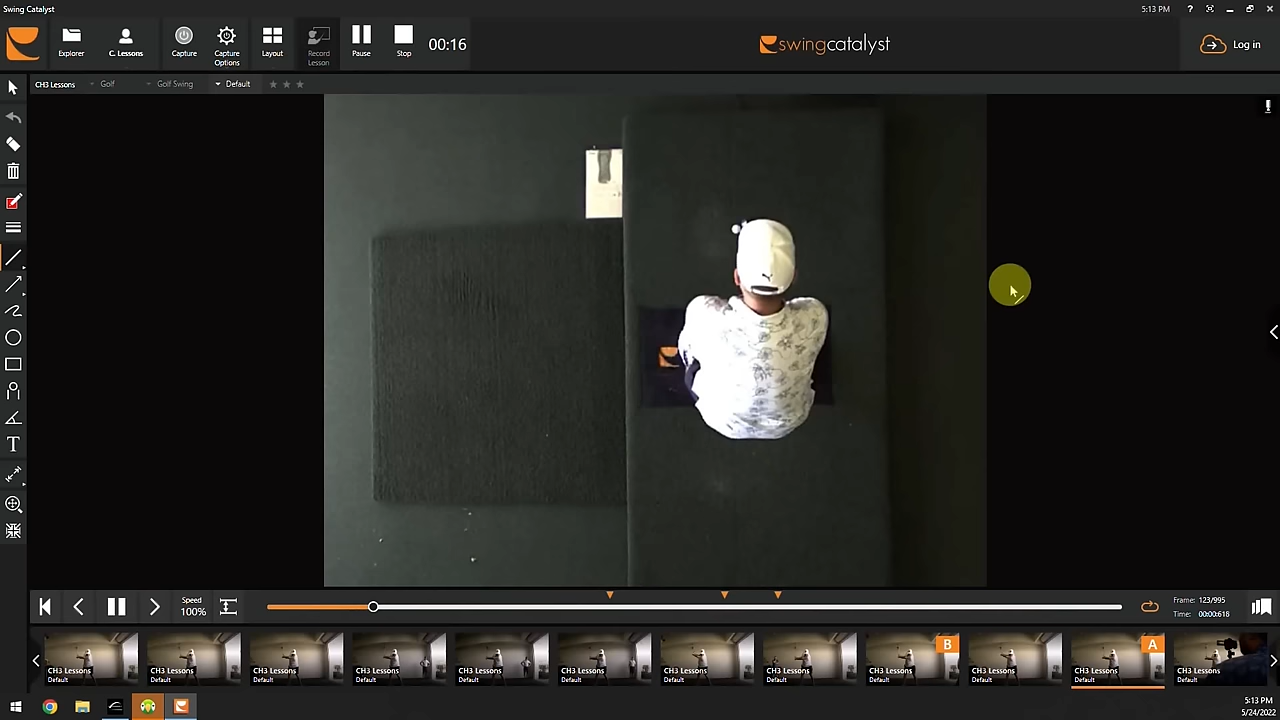 Swing Catalyst
5:13 PM
?
Explorer
C. Lessons
Capture
Capture Options
Layout
Record Lesson
Pause
Stop
00:16
swingcatalyst
Log in
CH3 Lessons
Golf
Golf Swing
Default
T
Speed
100%
Frame: 123/995
Time: 00:00:618
CH3 Lessons
Default
CH3 Lessons
Default
CH3 Lessons
Default
CH3 Lessons
Default
CH3 Lessons
Default
CH3 Lessons
Default
CH3 Lessons
Default
CH3 Lessons
Default
B
CH3 Lessons
Default
CH3 Lessons
Default
A
CH3 Lessons
Default
CH3 Lessons
Default
5:13 PM
5/24/2022